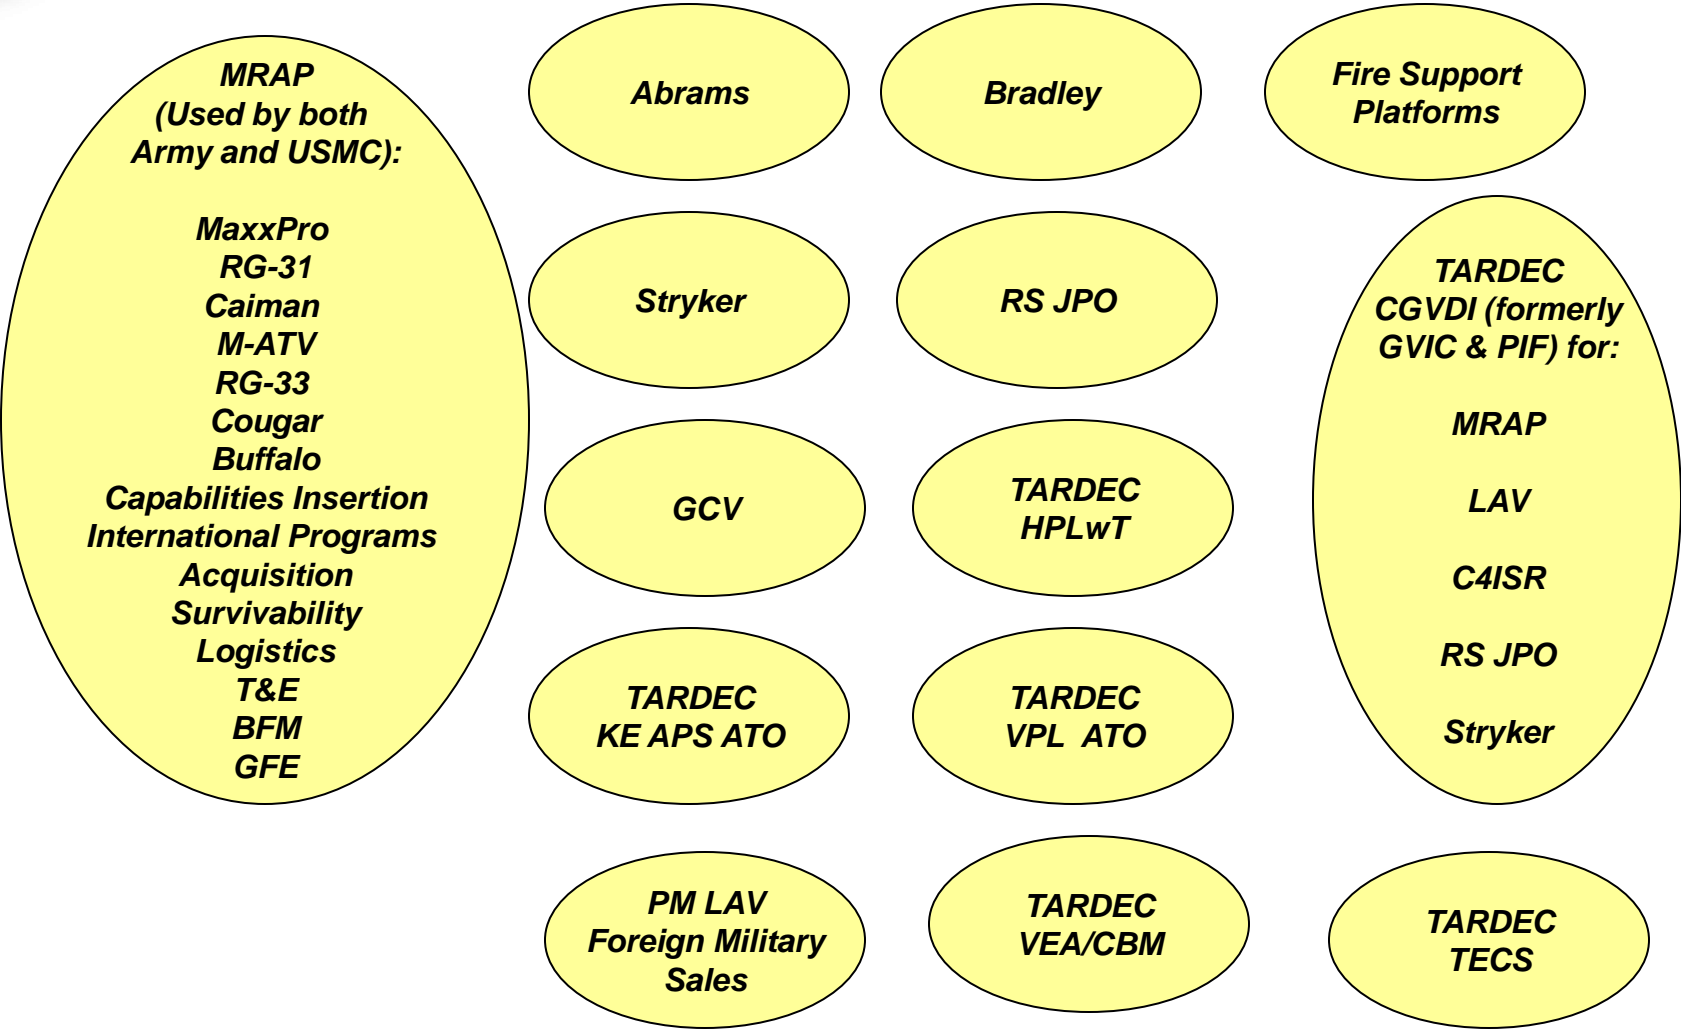 MRAP
(Used by both
Army and USMC):
MaxxPro
RG-31
Caiman
M-ATV
RG-33
Cougar
Buffalo
Capabilities Insertion
International Programs
Acquisition
Survivability
Logistics
T&E
BFM
GFE
Abrams
Bradley
Fire Support
Platforms
Stryker
RS JPO
TARDEC
CGVDI (formerly
GVIC & PIF) for:
MRAP
LAV
C4ISR
RS JPO
Stryker
GCV
TARDEC
HPLwT
TARDEC
KE APS ATO
TARDEC
VPL ATO
PM LAV
Foreign Military
Sales
TARDEC
VEA/CBM
TARDEC
TECS